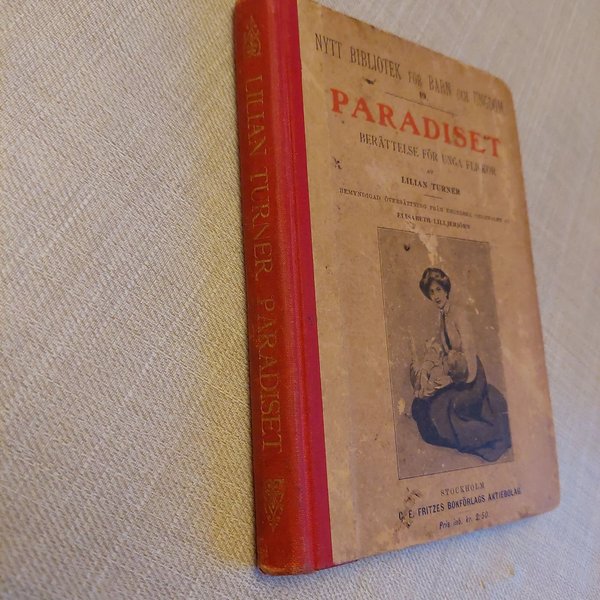 LILIAN TURNER. PARADISET
NYTT BIBLIOTEK FÖR BARN OCH UNGDOM
19.
PARADISET
BERÄTTELSE FÖR UNGA FLICKOR
AV
LILIAN TURNER
BEMYNDIGAD ÖVERSÄTTNING FRÅN ENGELSKA ORIGINALET AV
ELISABETH LILLJEBJÖRN
STOCKHOLM
C. E. FRITZES BOKFÖRLAGS AKTIEBOLAG
Pris inb. kr. 2:50.